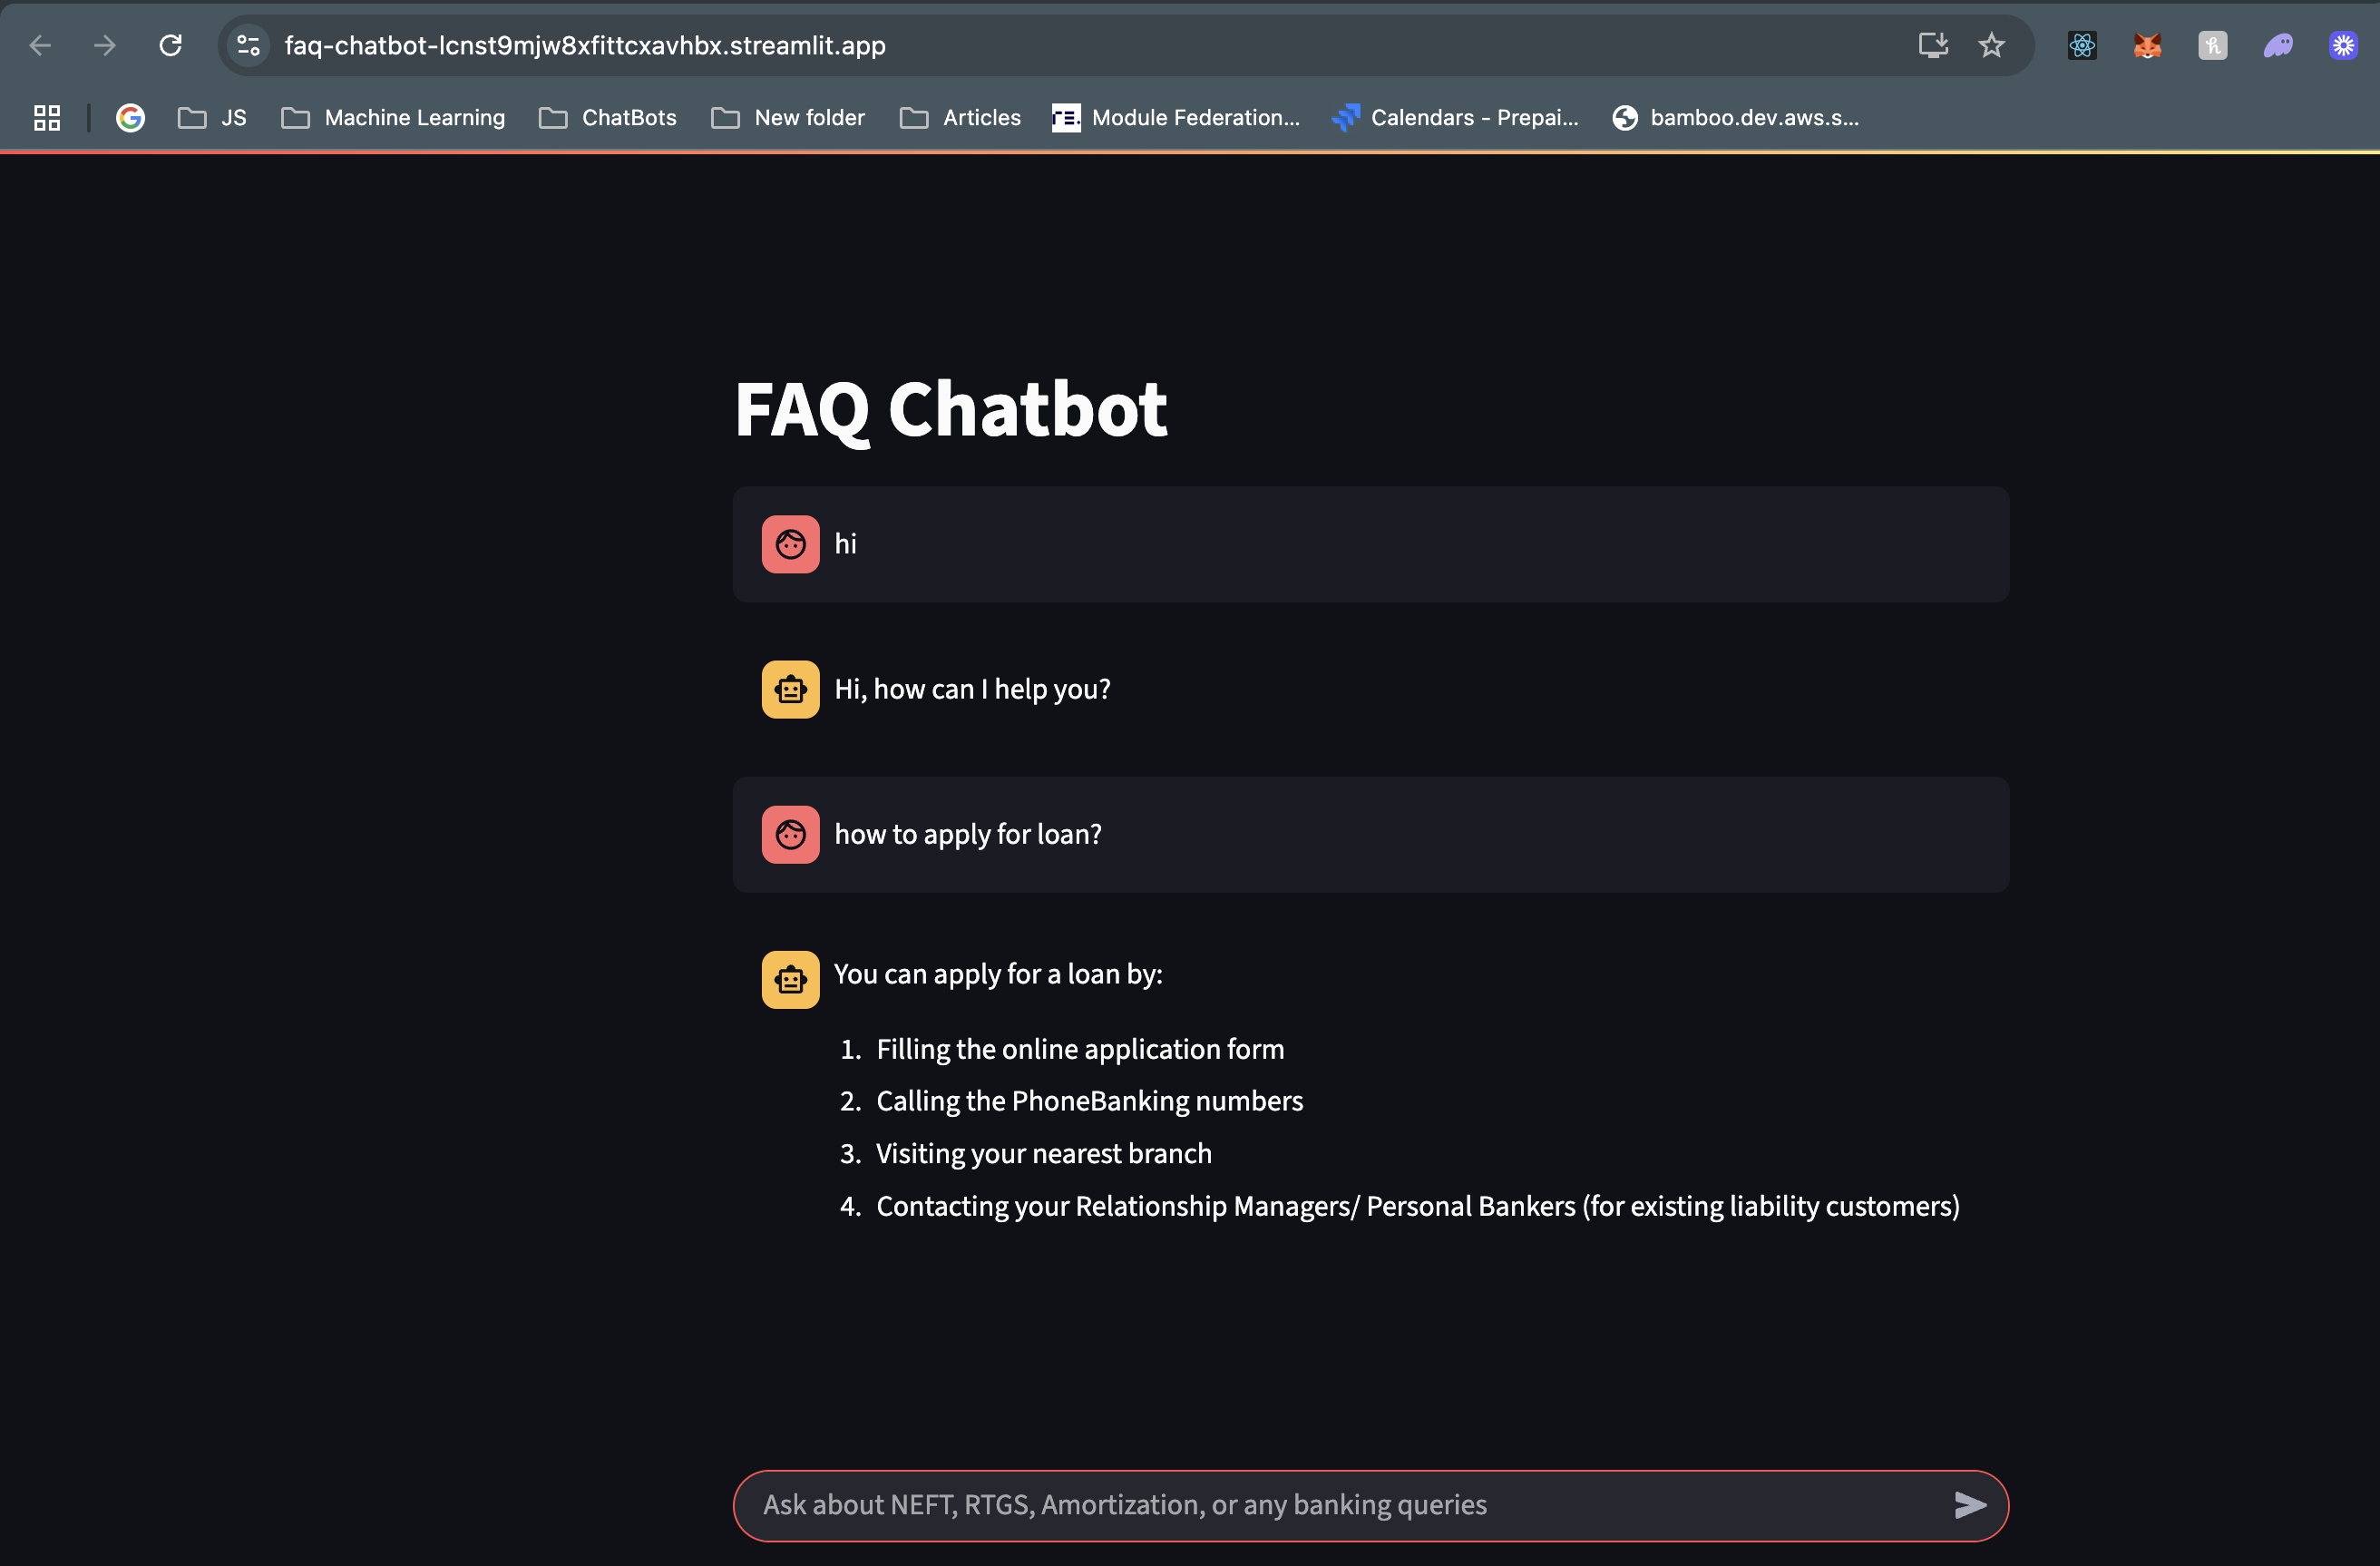 faq-chatbot-lcnst9mjw8xfittcxavhbx.streamlit.app
JS
Machine Learning
ChatBots
New folder
Articles
Module Federation...
Calendars - Prepai...
bamboo.dev.aws.s...
FAQ Chatbot
hi
Hi, how can I help you?
how to apply for loan?
You can apply for a loan by:
1. Filling the online application form
2. Calling the PhoneBanking numbers
3. Visiting your nearest branch
4. Contacting your Relationship Managers/ Personal Bankers (for existing liability customers)
Ask about NEFT, RTGS, Amortization, or any banking queries